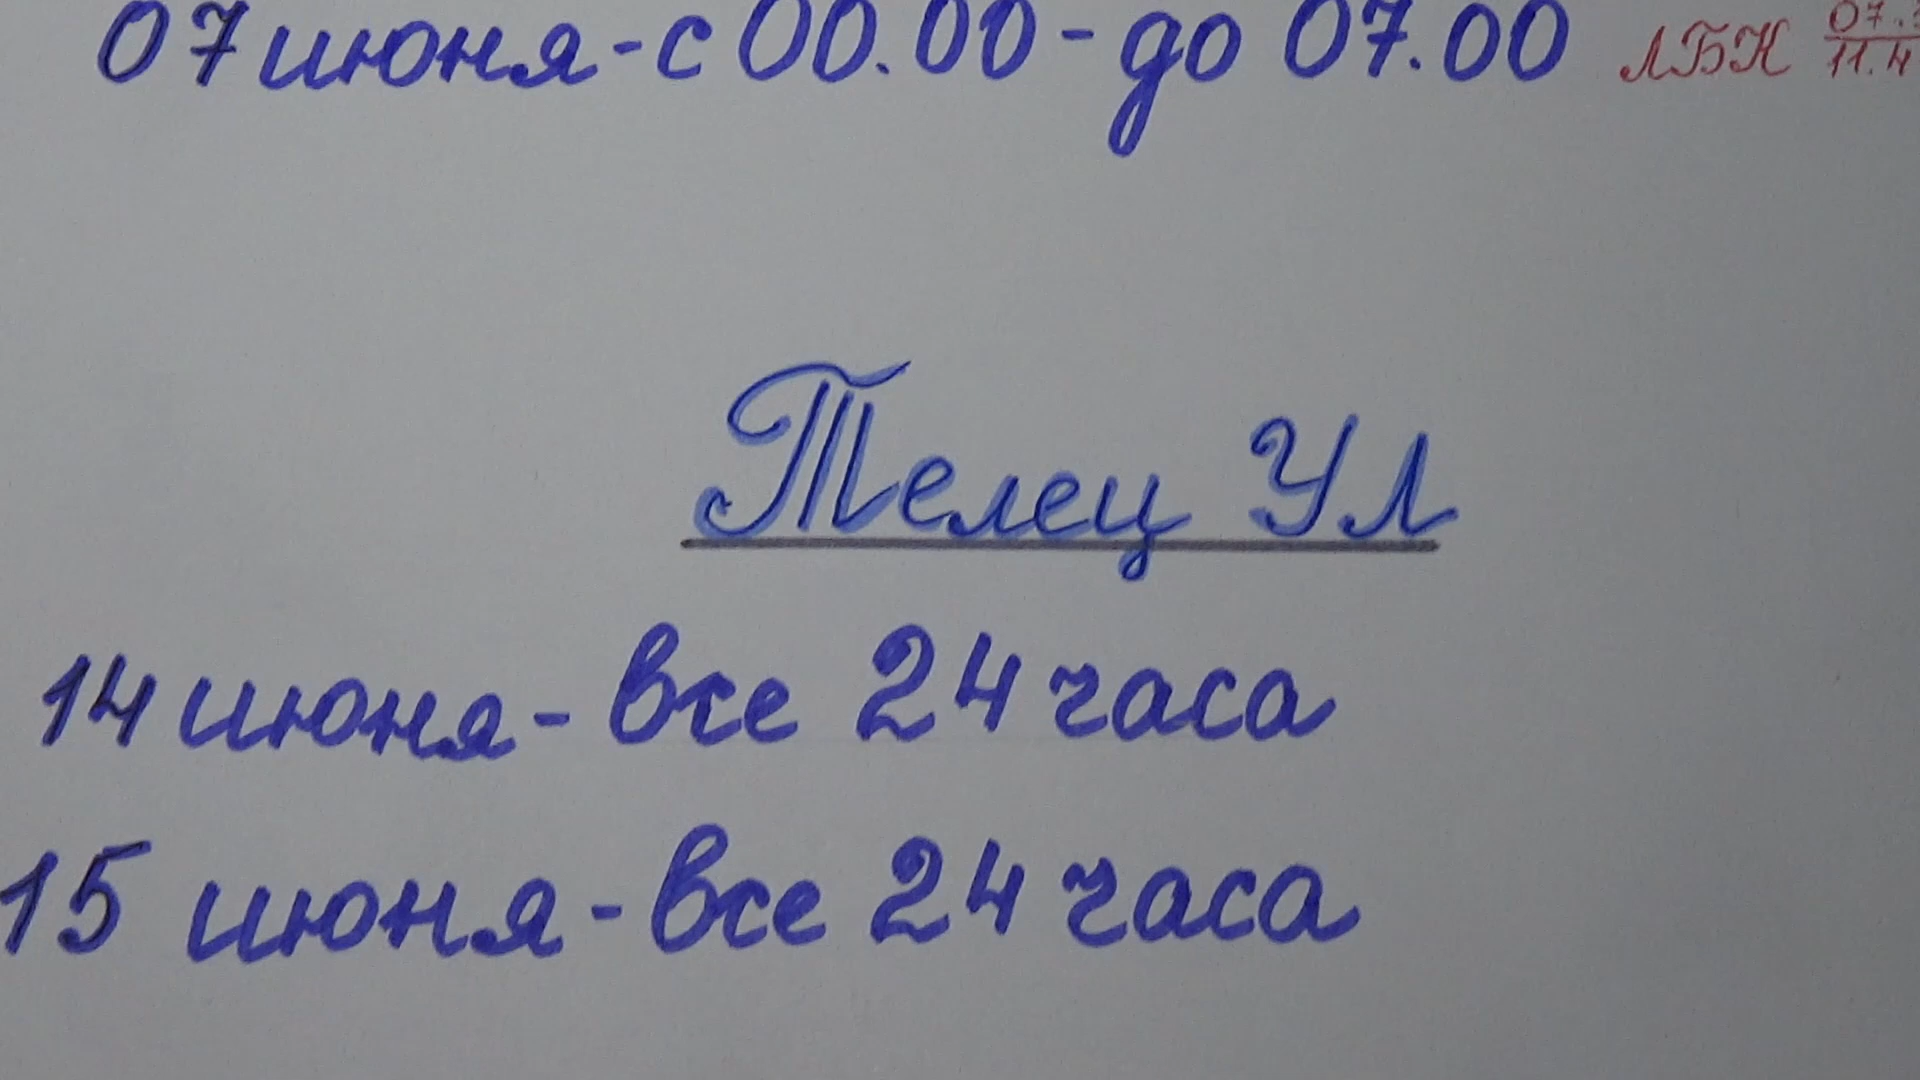 07 июня - с 00.00 - до 07.00 ЛБК
Телец УЛ
14 июня - все 24 часа
15 июня - все 24 часа